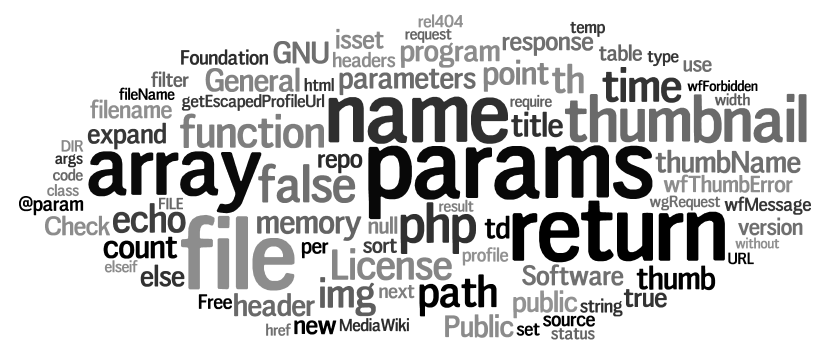 rel404
temp
isset request response
Foundation GNU headers program table type use
filter General html parameters point th time wfForbidden
fileName getEscapedProfileUrl name require width
filename function title thumbnail
expand
DIR repo
args array params thumbName
code false wfThumbError
class
@param FILE result wgRequest wfMessage
Check echo memory null php td return version
count file per sort without
elseif License profile URL
else Software thumb
img next path
Free header public string true
href new MediaWiki Public set source
status